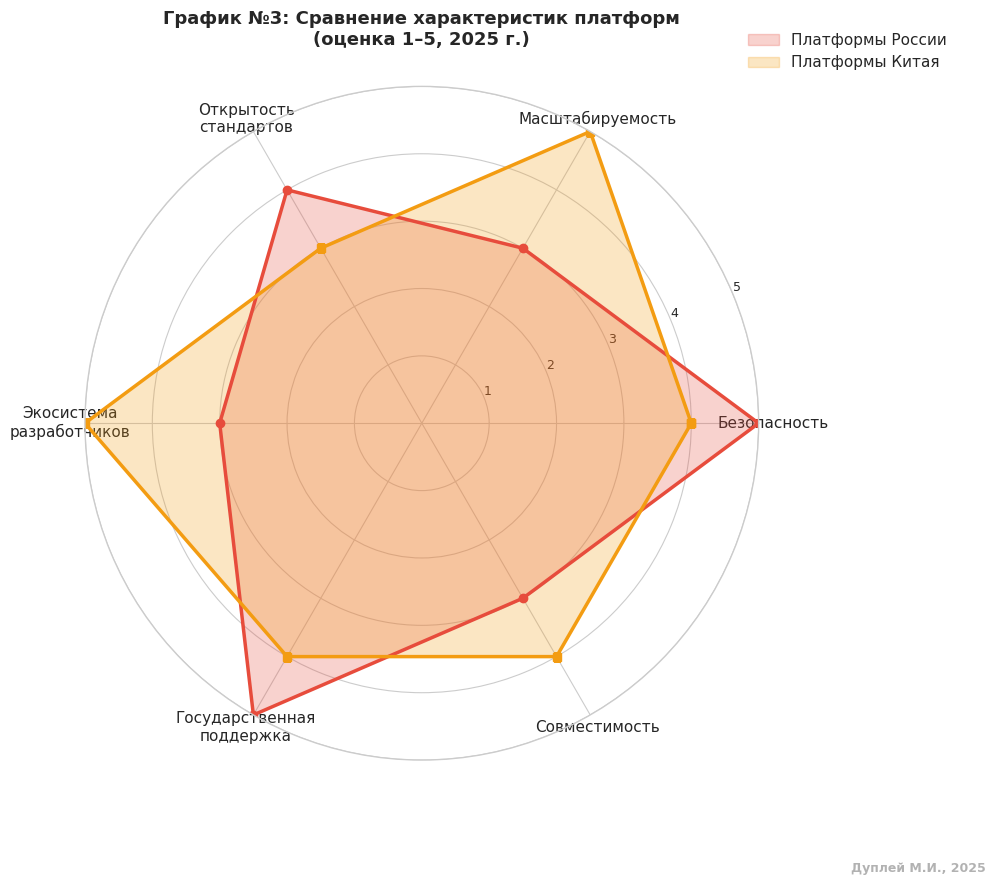 График №3: Сравнение характеристик платформ
(оценка 1–5, 2025 г.)
Платформы России
Платформы Китая
Открытость
стандартов
Масштабируемость
5
4
3
2
1
Экосистема
разработчиков
Безопасность
Государственная
поддержка
Совместимость
Дуплей М.И., 2025